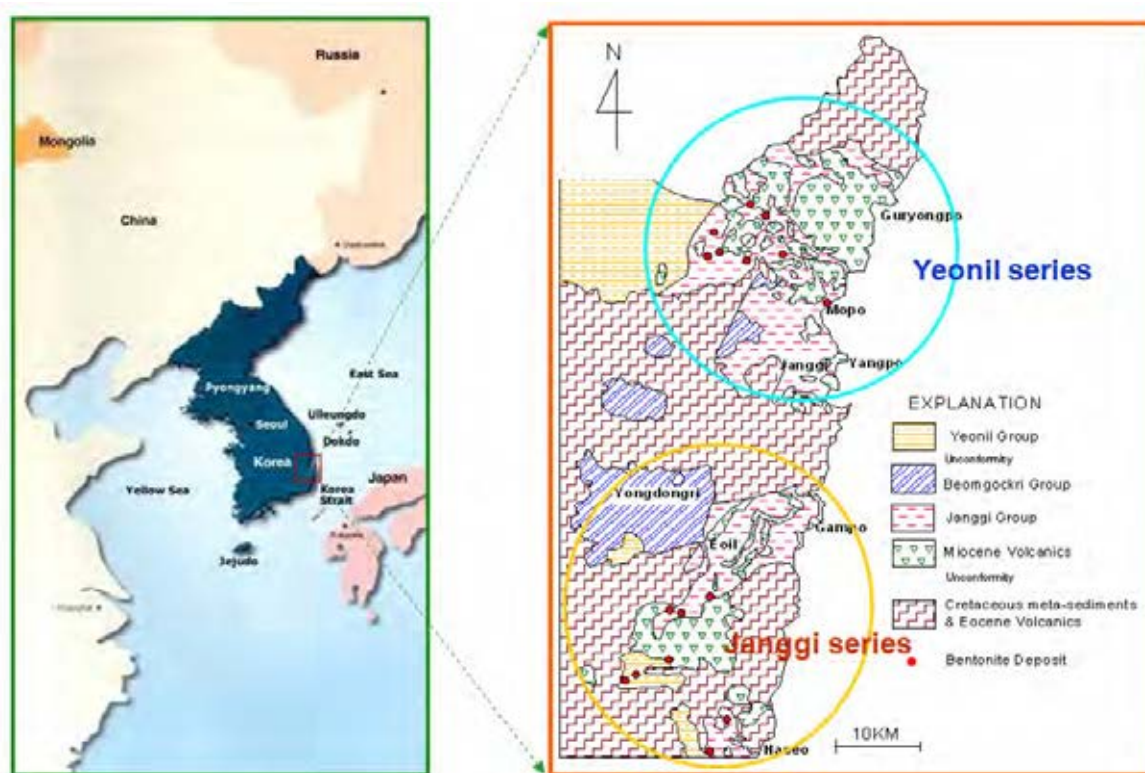 Russia
Mongolia
China
East Sea
Pyongyang
Ulleungdo
Seoul
Dokdo
Korea
Japan
Yellow Sea
Korea
Strait
Jejudo
N
Guryongpo
Yeonil series
Mopo
Janggi
Yangpo
EXPLANATION
Yeonil Group
Unconformity
Beomgockri Group
Janggi Group
Miocene Volcanics
Unconformity
Cretaceous meta-sediments
& Eocene Volcanics
Bentonite Deposit
Yongdongri
Gampo
Eoil
Janggi series
Haseo
10KM